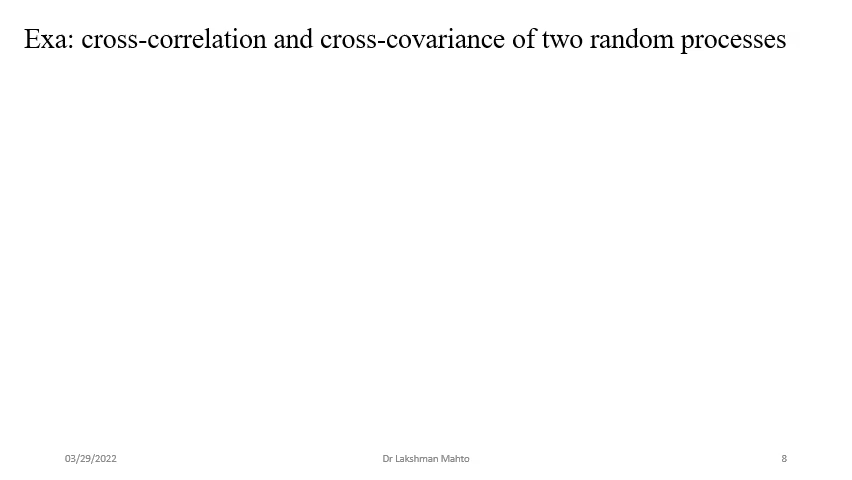 Exa: cross-correlation and cross-covariance of two random processes
03/29/2022
Dr Lakshman Mahto
8